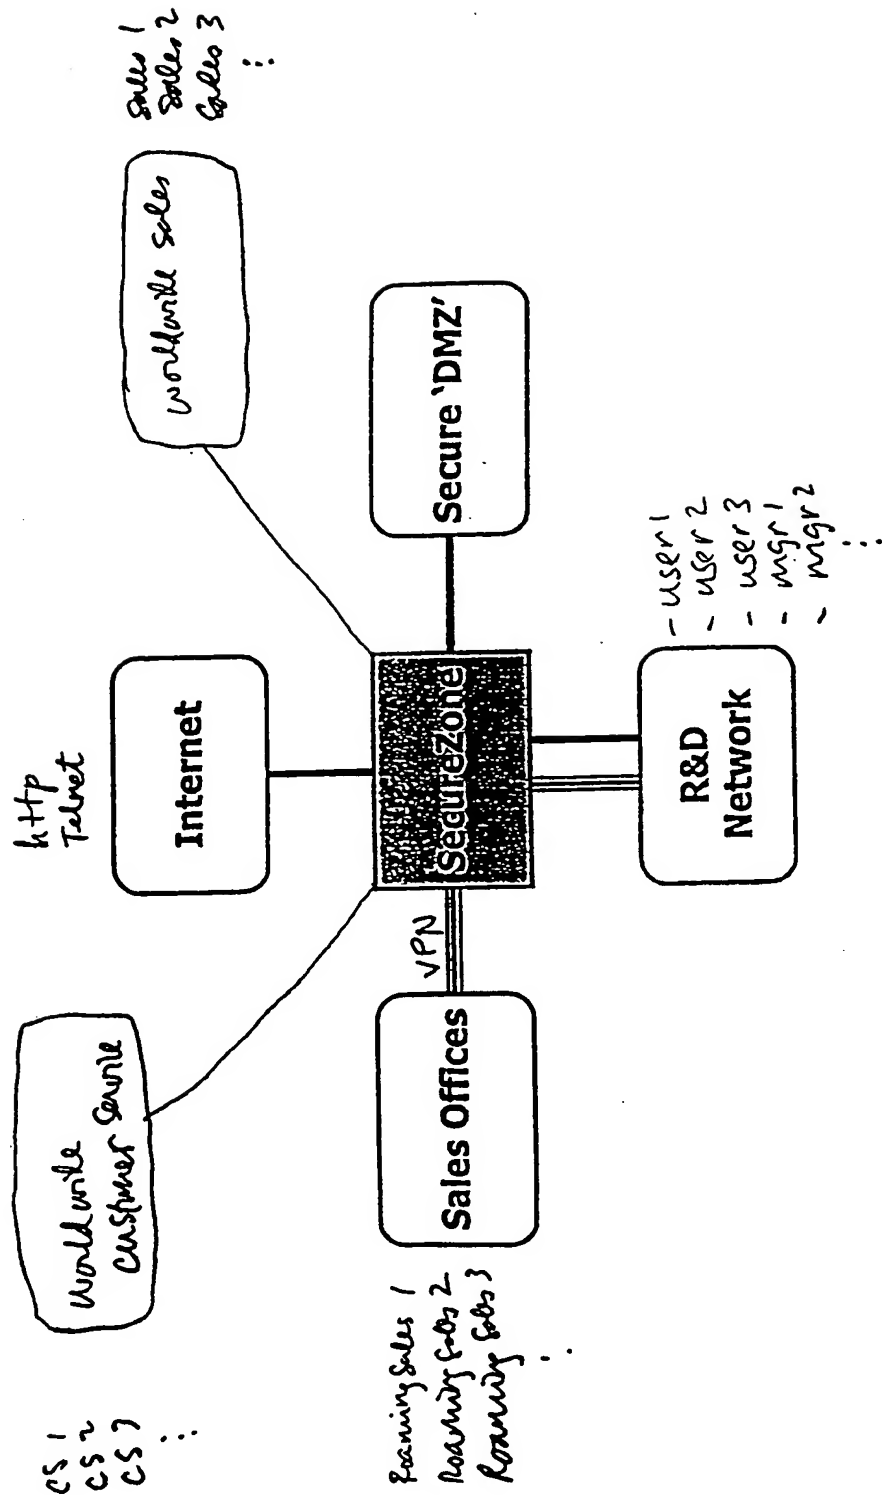 CS 1
CS 2
CS 3
⋮
worldwide
customer service
http
Telnet
Internet
worldwide sales
Sales 1
Sales 2
Sales 3
⋮
Roaming Sales 1
Roaming Sales 2
Roaming Sales 3
⋮
Sales Offices
VPN
SecureZone
Secure 'DMZ'
R&D
Network
- user 1
- user 2
- user 3
- mgr 1
- mgr 2
⋮